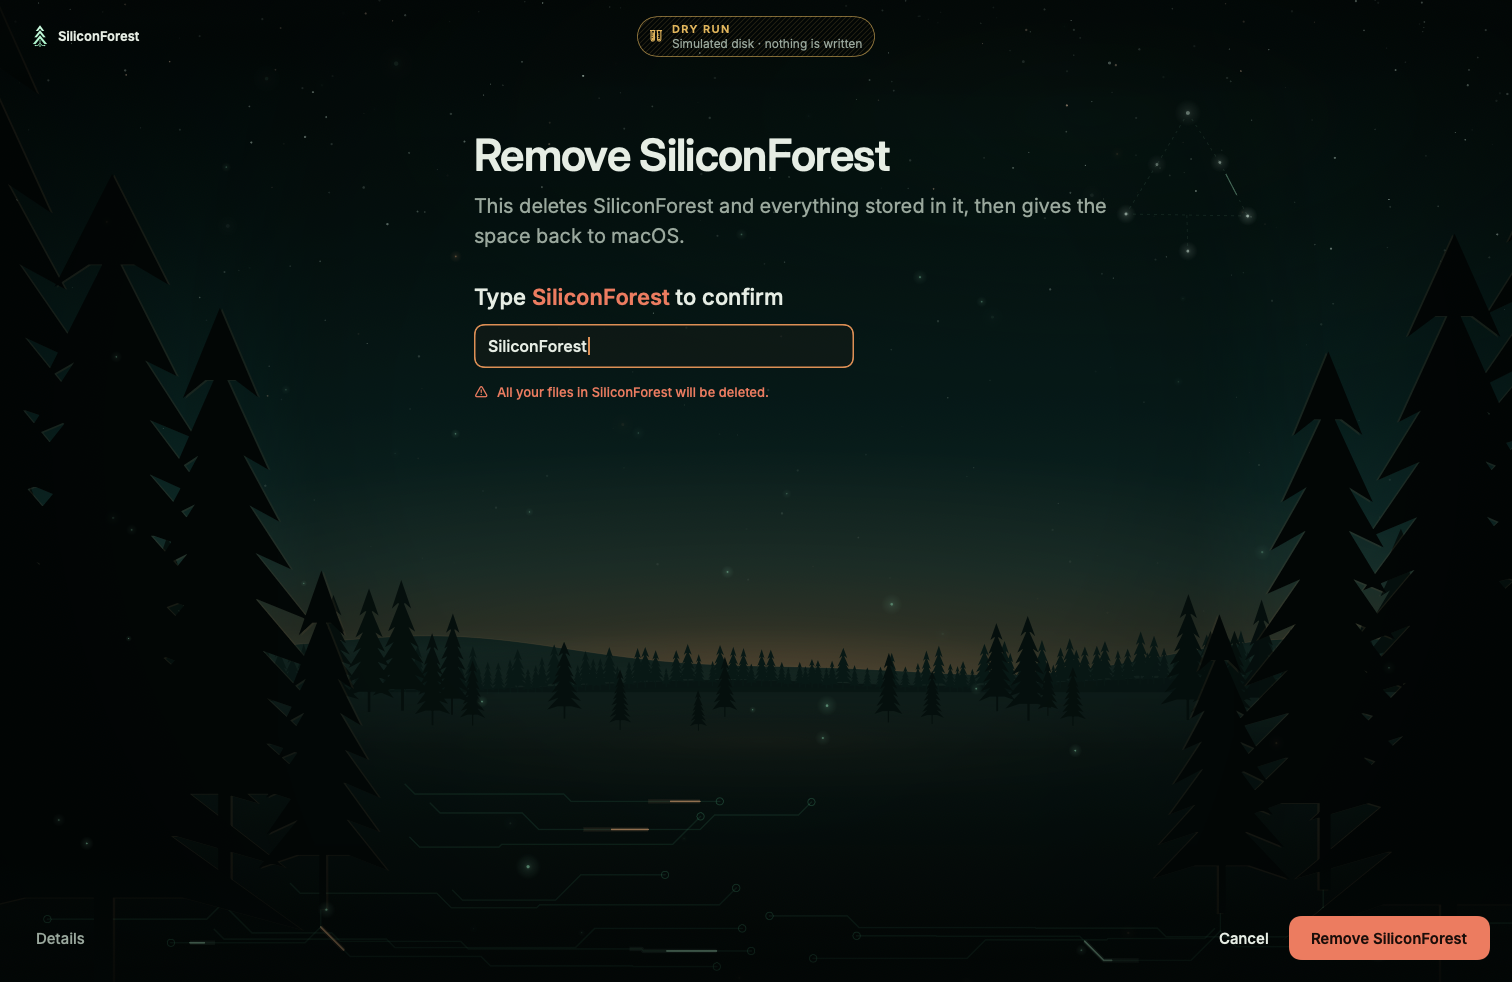 SiliconForest
DRY RUN
Simulated disk · nothing is written
Remove SiliconForest
This deletes SiliconForest and everything stored in it, then gives the
space back to macOS.
Type SiliconForest to confirm
SiliconForest
All your files in SiliconForest will be deleted.
Details
Cancel
Remove SiliconForest